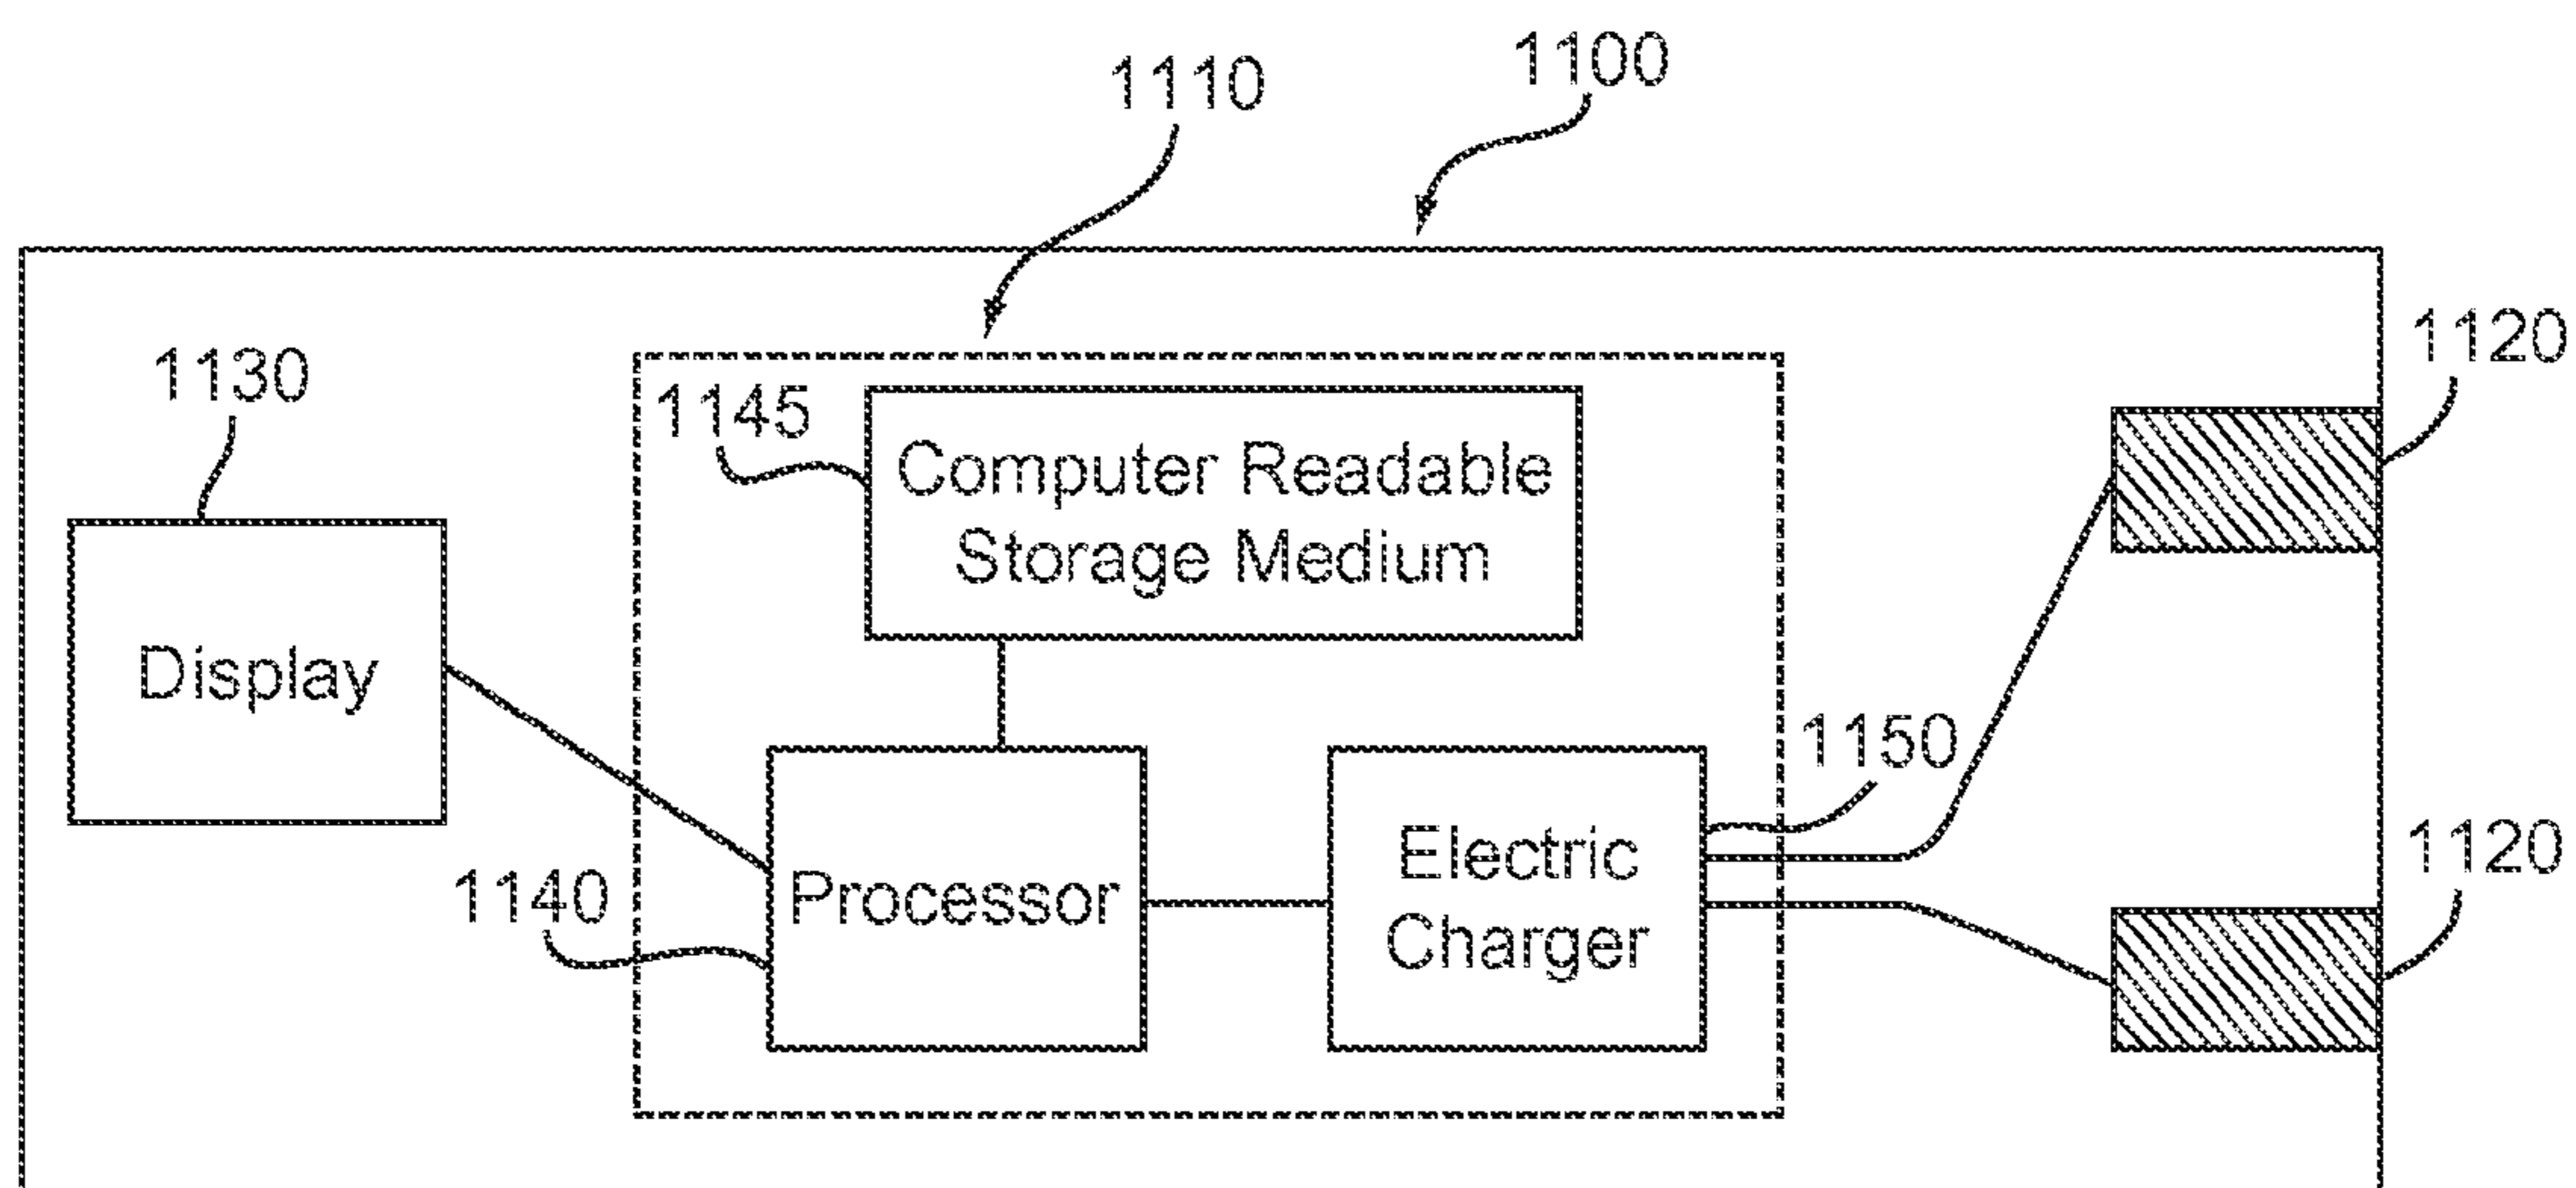 1100
1110
1120
1130
1145
Computer Readable
Storage Medium
Display
1150
Electric
Charger
1120
1140
Processor